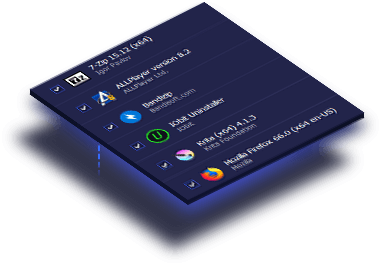 7-Zip 15.12 (x64)
Igor Pavlov
ZIP
ALLPlayer version 8.2
ALLPlayer Ltd.
Bandizip
Bandisoft.com
IObit Uninstaller
IObit
Krita (x64) 4.1.3
Krita Foundation
Mozilla Firefox 66.0 (x64 en-US)
Mozilla